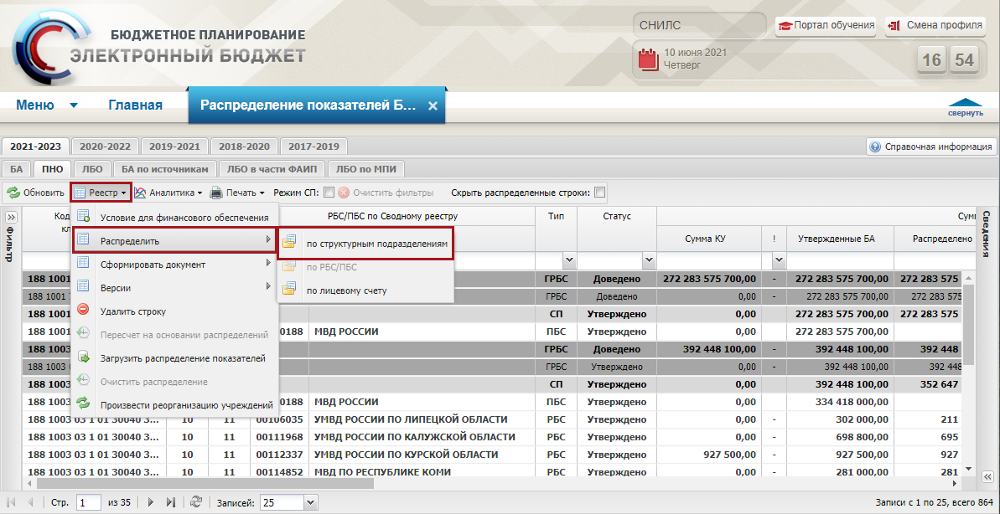 БЮДЖЕТНОЕ ПЛАНИРОВАНИЕ
ЭЛЕКТРОННЫЙ БЮДЖЕТ
СНИЛС
Портал обучения
Смена профиля
10 июня 2021
Четверг
16 54
Меню
Главная
Распределение показателей Б...
свернуть
2021-2023 2020-2022 2019-2021 2018-2020 2017-2019
Справочная информация
БА ПНО ЛБО БА по источникам ЛБО в части ФАИП ЛБО по МПИ
Обновить Реестр Аналитика Печать Режим СП: Очистить фильтры Скрыть распределенные строки:
Фильтр
Сведения
Код
РБС/ПБС по Сводному реестру
Тип
Статус
Сумма КУ
!
Утвержденные БА
Распределено
Условие для финансового обеспечения
Распределить
Сформировать документ
Версии
Удалить строку
Пересчет на основании распределений
Загрузить распределение показателей
Очистить распределение
Произвести реорганизацию учреждений
по структурным подразделениям
по РБС/ПБС
по лицевому счету
188 1001 ГРБС Доведено 272 283 575 700,00 - 272 283 575 700,00 272 283 575
188 1001 ГРБС Доведено 0,00 - 272 283 575 700,00 272 283 575
188 1001 СП Утверждено 0,00 272 283 575 700,00 272 283 575
188 1001 0188 МВД РОССИИ ПБС Утверждено 0,00 272 283 575 700,00
188 1003 ГРБС Доведено 392 448 100,00 - 392 448 100,00 392 448
188 1003 ГРБС Утверждено 0,00 - 392 448 100,00 392 448
188 1003 СП Утверждено 0,00 392 448 100,00 352 647
188 1003 0188 МВД РОССИИ ПБС Утверждено 0,00 334 418 000,00
188 1003 03 1 01 30040 3... 10 11 00106035 УМВД РОССИИ ПО ЛИПЕЦКОЙ ОБЛАСТИ РБС Утверждено 0,00 - 302 000,00 211
188 1003 03 1 01 30040 3... 10 11 00111968 УМВД РОССИИ ПО КАЛУЖСКОЙ ОБЛАСТИ РБС Утверждено 0,00 - 698 800,00 695
188 1003 03 1 01 30040 3... 10 11 00112337 УМВД РОССИИ ПО КУРСКОЙ ОБЛАСТИ РБС Утверждено 927 500,00 - 927 500,00 927
188 1003 03 1 01 30040 3... 10 11 00114852 МВД ПО РЕСПУБЛИКЕ КОМИ РБС Утверждено 0,00 - 281 000,00 281
Стр. 1 из 35 Записей: 25
Записи с 1 по 25, всего 864